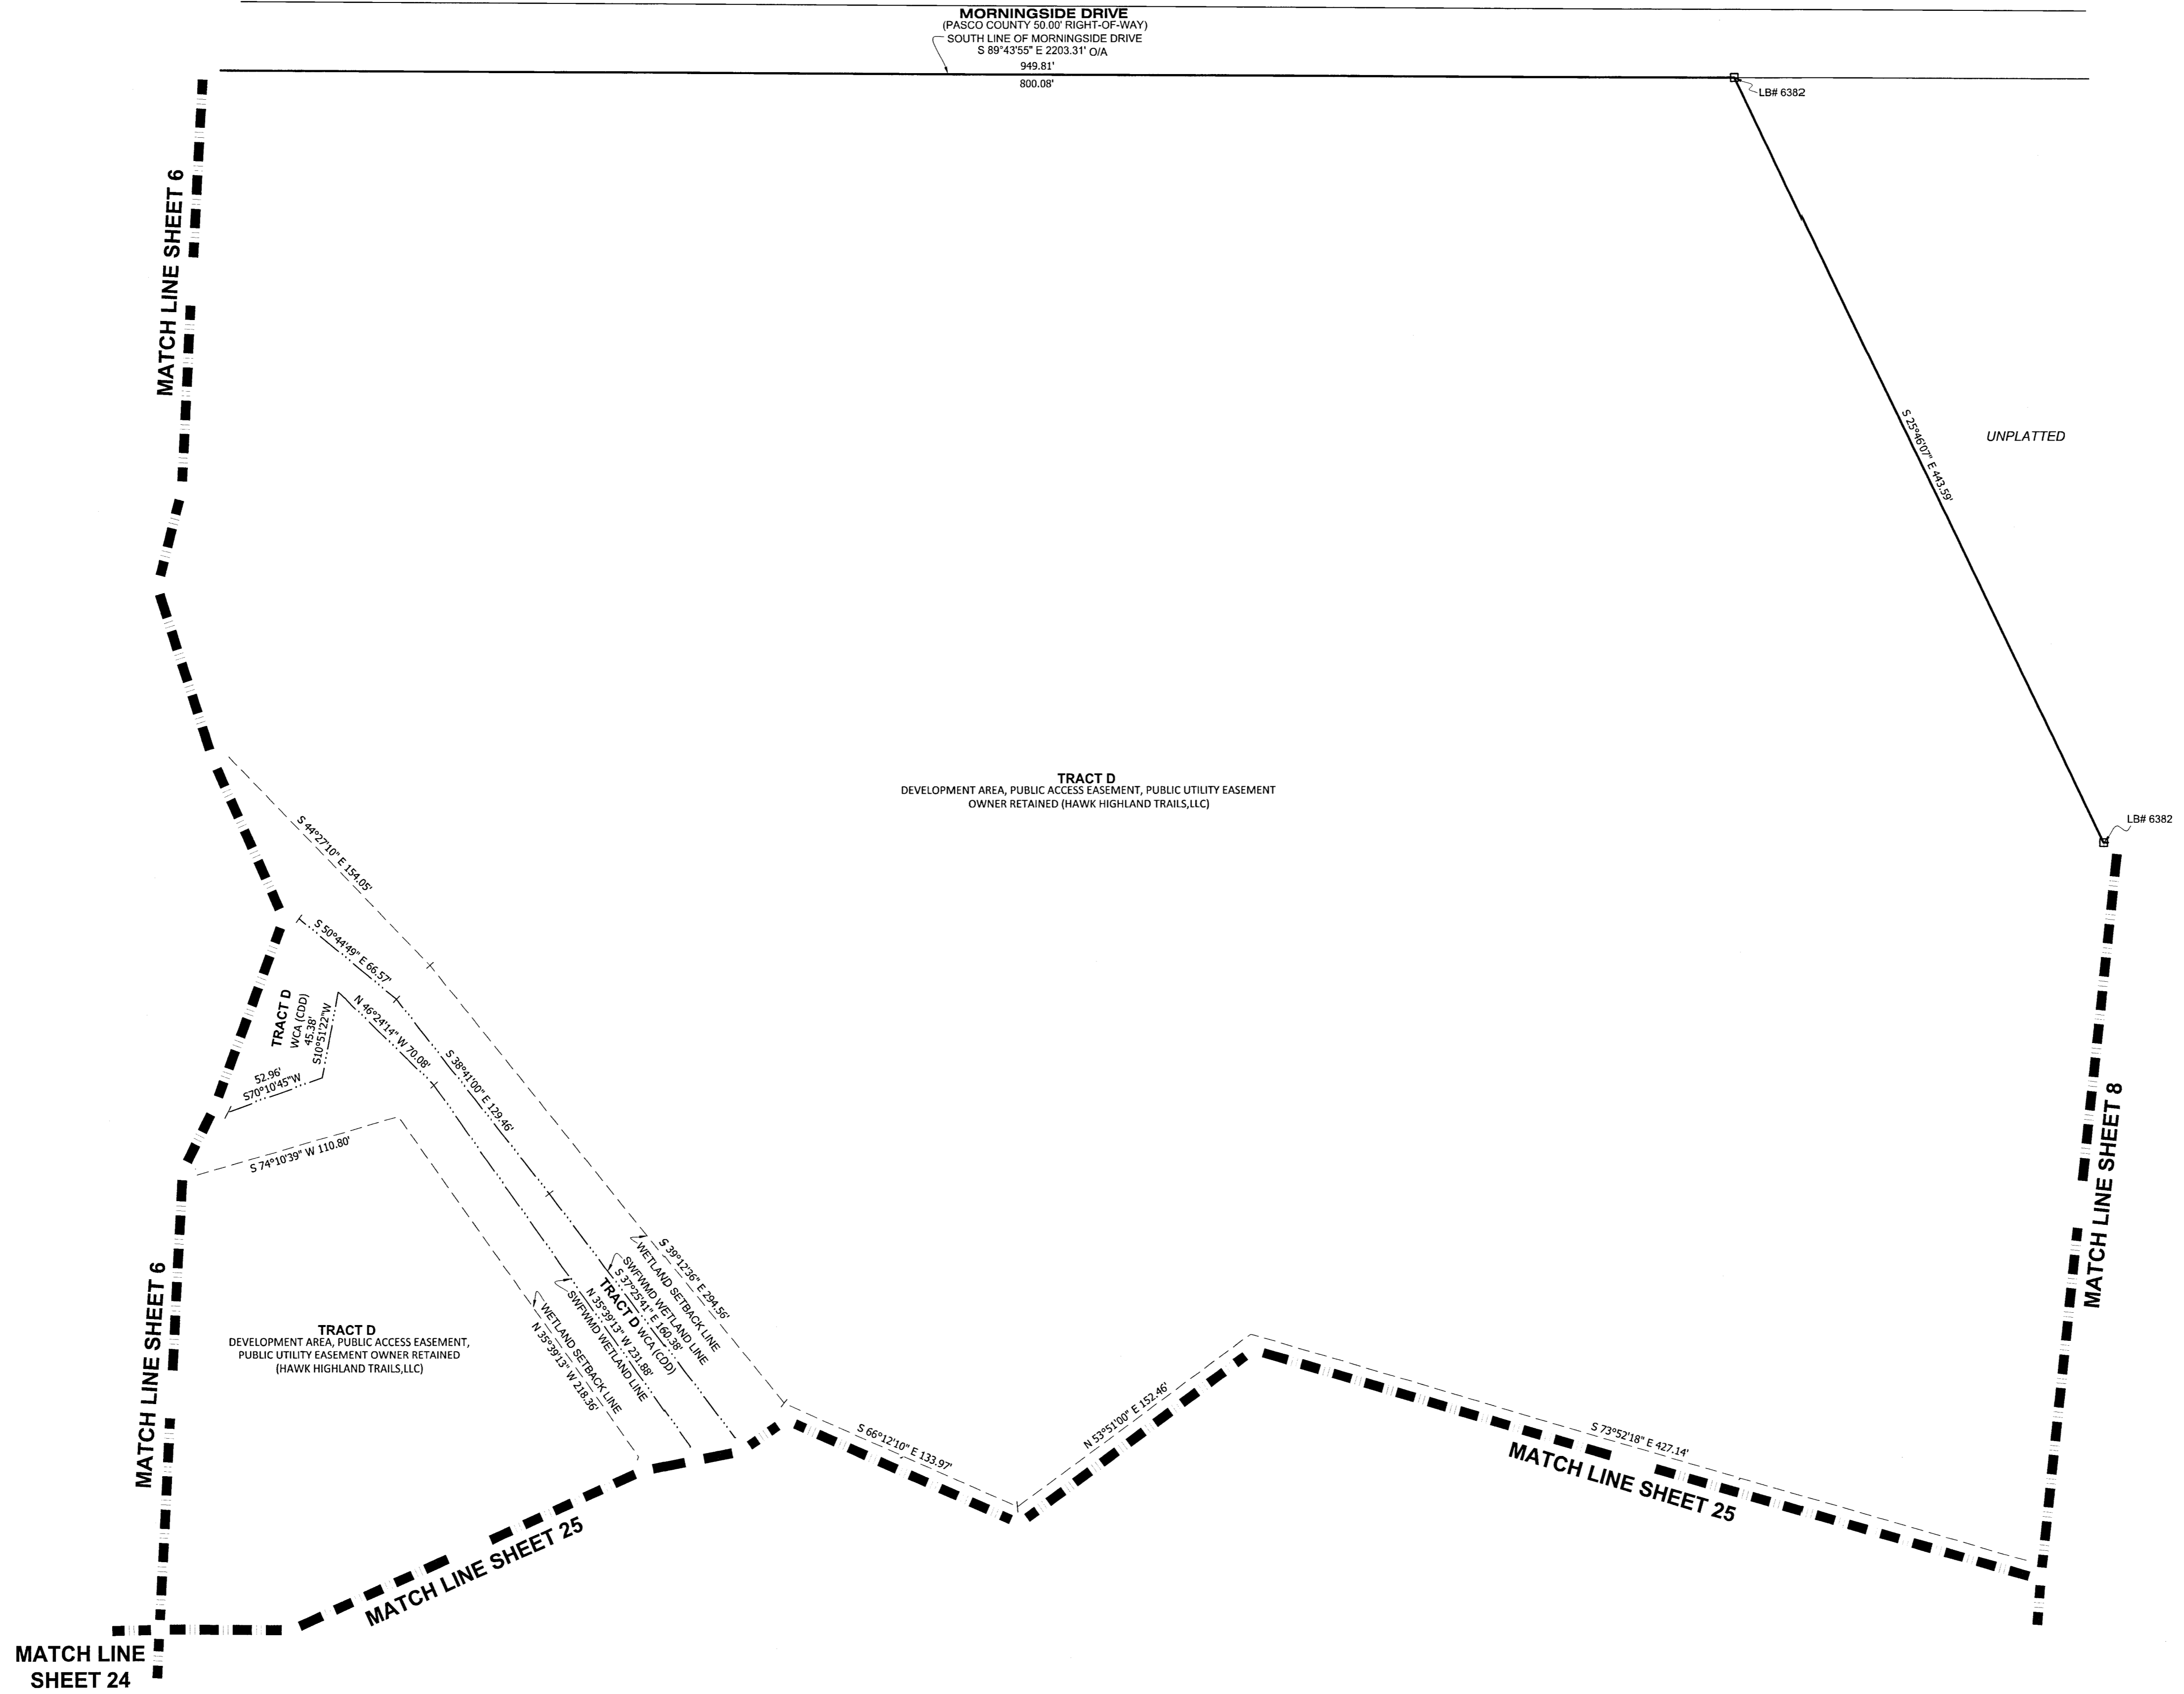 MORNINGSIDE DRIVE
(PASCO COUNTY 50.00' RIGHT-OF-WAY)
SOUTH LINE OF MORNINGSIDE DRIVE
S 89°43'55" E 2203.31' O/A
949.81'
800.08'
LB# 6382
MATCH LINE SHEET 6
S 25°46'07" E 443.59'
UNPLATTED
TRACT D
DEVELOPMENT AREA, PUBLIC ACCESS EASEMENT, PUBLIC UTILITY EASEMENT
OWNER RETAINED (HAWK HIGHLAND TRAILS,LLC)
LB# 6382
S 44°27'10" E 154.05'
S 50°44'49" E 66.57'
TRACT D
WCA (CDD)
45.38'
S10°51'22"W
N 46°24'14" W 70.08'
52.96'
S70°10'45"W
S 38°41'00" E 129.46'
S 74°10'39" W 110.80'
MATCH LINE SHEET 8
S 39°12'36" E 294.56'
WETLAND SETBACK LINE
SWFWMD WETLAND LINE
S 37°25'41" E 160.38'
TRACT D WCA (CDD)
N 35°39'13" W 231.88'
SWFWMD WETLAND LINE
WETLAND SETBACK LINE
N 35°39'13" W 218.36'
MATCH LINE SHEET 6
TRACT D
DEVELOPMENT AREA, PUBLIC ACCESS EASEMENT,
PUBLIC UTILITY EASEMENT OWNER RETAINED
(HAWK HIGHLAND TRAILS,LLC)
S 66°12'10" E 133.97'
N 53°51'00" E 152.46'
S 73°52'18" E 427.14'
MATCH LINE SHEET 25
MATCH LINE SHEET 25
MATCH LINE
SHEET 24